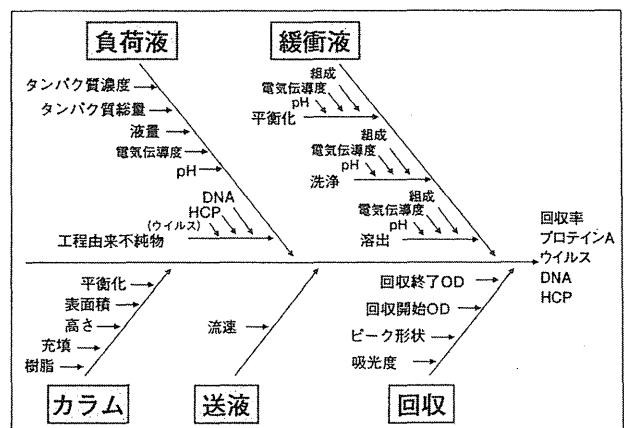 負荷液
緩衝液
タンパク質濃度
タンパク質総量
液量
電気伝導度
pH
DNA
HCP
(ウイルス)
工程由来不純物
組成
電気伝導度
pH
平衡化
組成
電気伝導度
pH
洗浄
組成
電気伝導度
pH
溶出
回収率
プロテインA
ウイルス
DNA
HCP
平衡化
表面積
高さ
充填
樹脂
カラム
流速
送液
回収終了OD
回収開始OD
ピーク形状
吸光度
回収